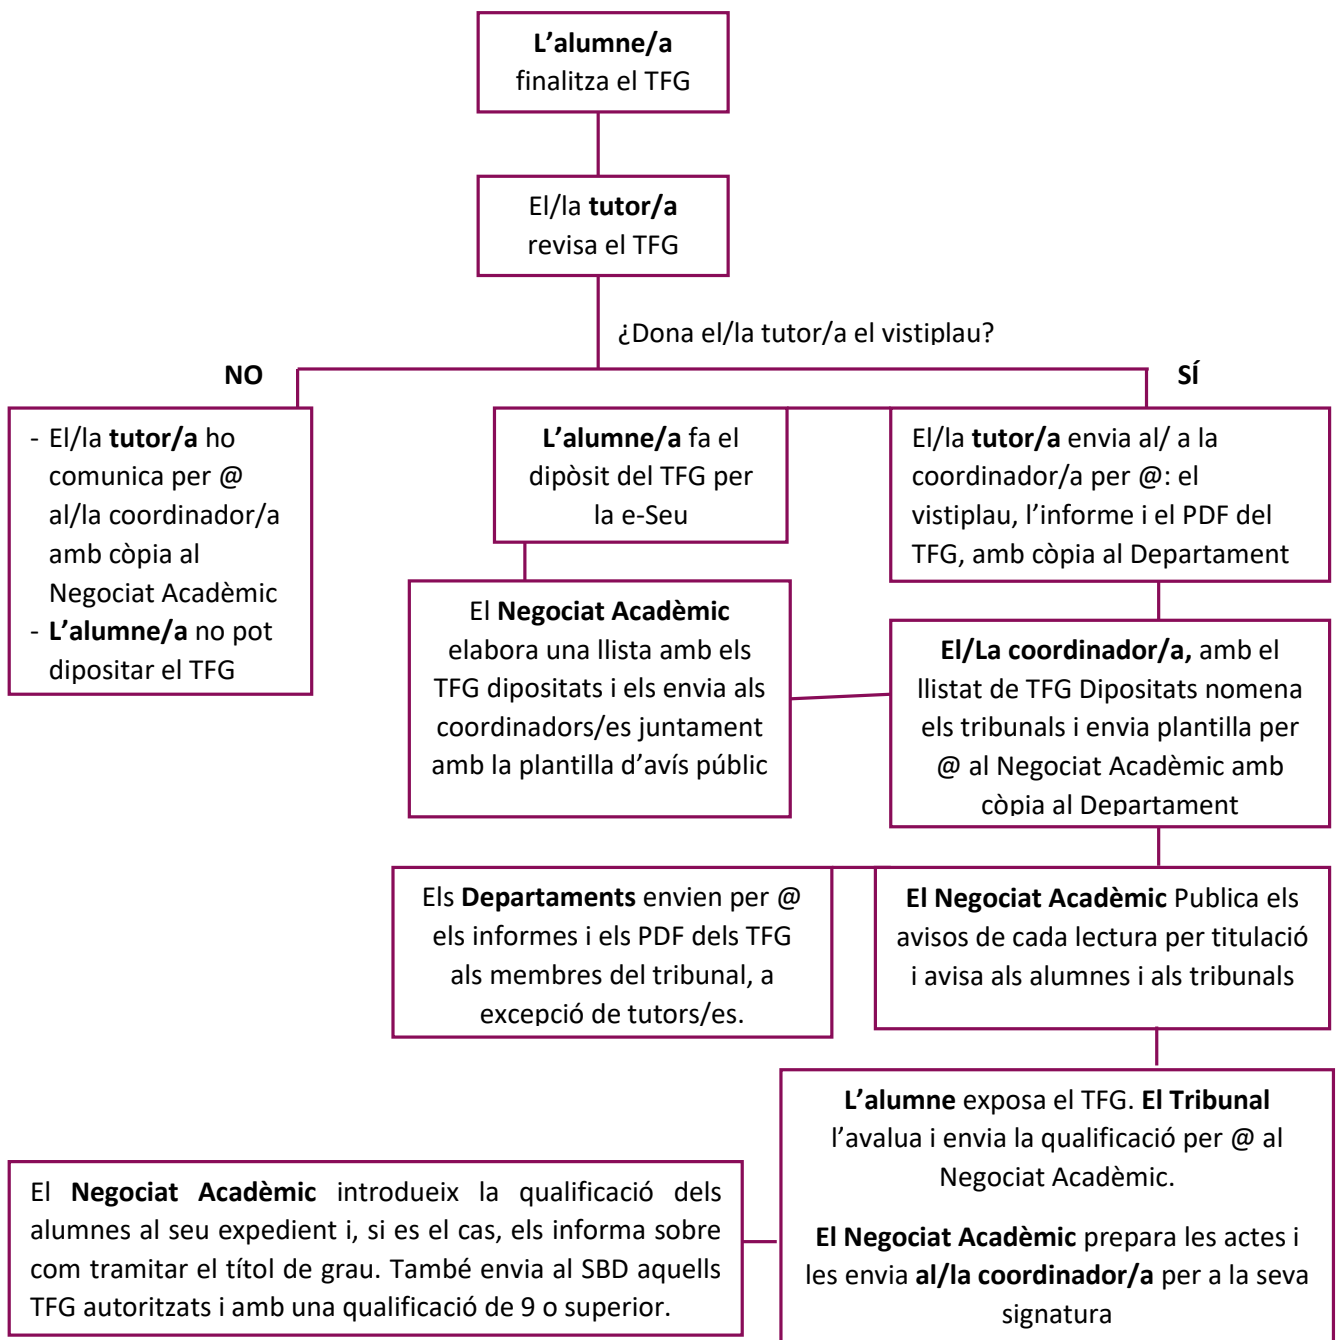 L’alumne/a
finalitza el TFG
El/la tutor/a
revisa el TFG
¿Dona el/la tutor/a el vistiplau?
NO
SÍ
- El/la tutor/a ho
comunica per @
al/la coordinador/a
amb còpia al
Negociat Acadèmic
- L’alumne/a no pot
dipositar el TFG
L’alumne/a fa el
dipòsit del TFG per
la e-Seu
El/la tutor/a envia al/ a la
coordinador/a per @: el
vistiplau, l’informe i el PDF del
TFG, amb còpia al Departament
El Negociat Acadèmic
elabora una llista amb els
TFG dipositats i els envia als
coordinadors/es juntament
amb la plantilla d’avís públic
El/La coordinador/a, amb el
llistat de TFG Dipositats nomena
els tribunals i envia plantilla per
@ al Negociat Acadèmic amb
còpia al Departament
Els Departaments envien per @
els informes i els PDF dels TFG
als membres del tribunal, a
excepció de tutors/es.
El Negociat Acadèmic Publica els
avisos de cada lectura per titulació
i avisa als alumnes i als tribunals
L’alumne exposa el TFG. El Tribunal
l’avalua i envia la qualificació per @ al
Negociat Acadèmic.
El Negociat Acadèmic prepara les actes i
les envia al/la coordinador/a per a la seva
signatura
El Negociat Acadèmic introdueix la qualificació dels
alumnes al seu expedient i, si es el cas, els informa sobre
com tramitar el títol de grau. També envia al SBD aquells
TFG autoritzats i amb una qualificació de 9 o superior.